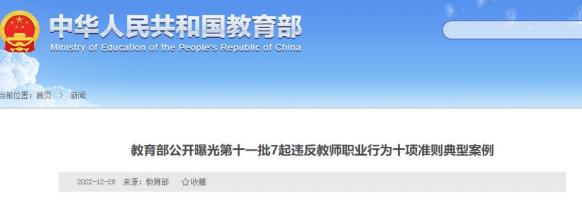 中华人民共和国教育部
Ministry of Education of the People's Republic of China
当前位置： 首页 > 新闻
教育部公开曝光第十一批7起违反教师职业行为十项准则典型案例
2022-12-28 来源：教育部 ☆收藏